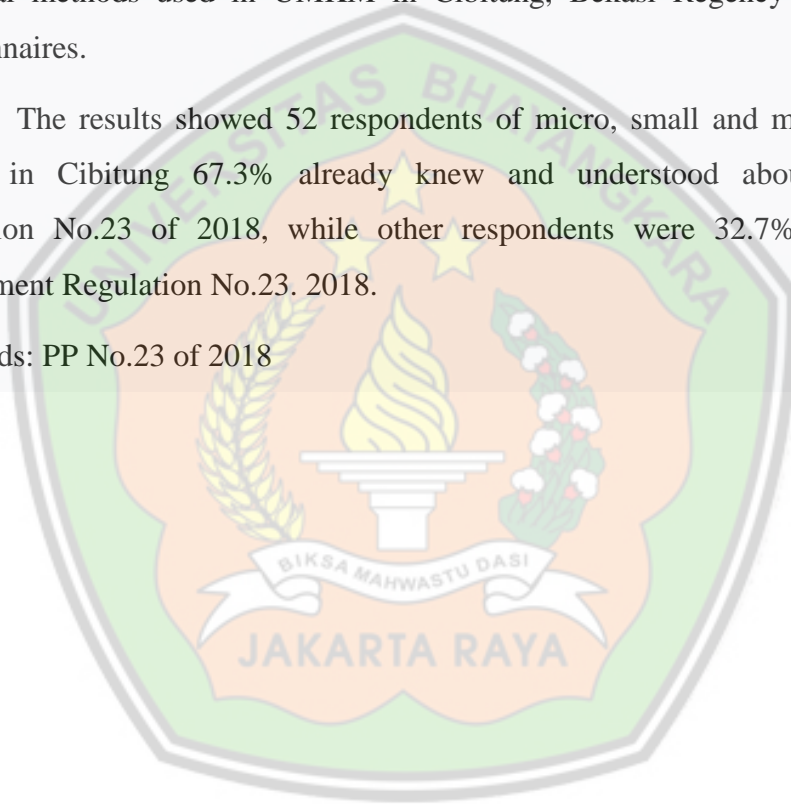 methods used in UMKM in Cibitung, Bekasi Regency
nnaires.
The results showed 52 respondents of micro, small and m
in Cibitung 67.3% already knew and understood abou
ion No.23 of 2018, while other respondents were 32.7%
ment Regulation No.23. 2018.
ds: PP No.23 of 2018
UNIVERSITAS BHAYANGKARA
BIKSA MAHWASTU DASI
JAKARTA RAYA